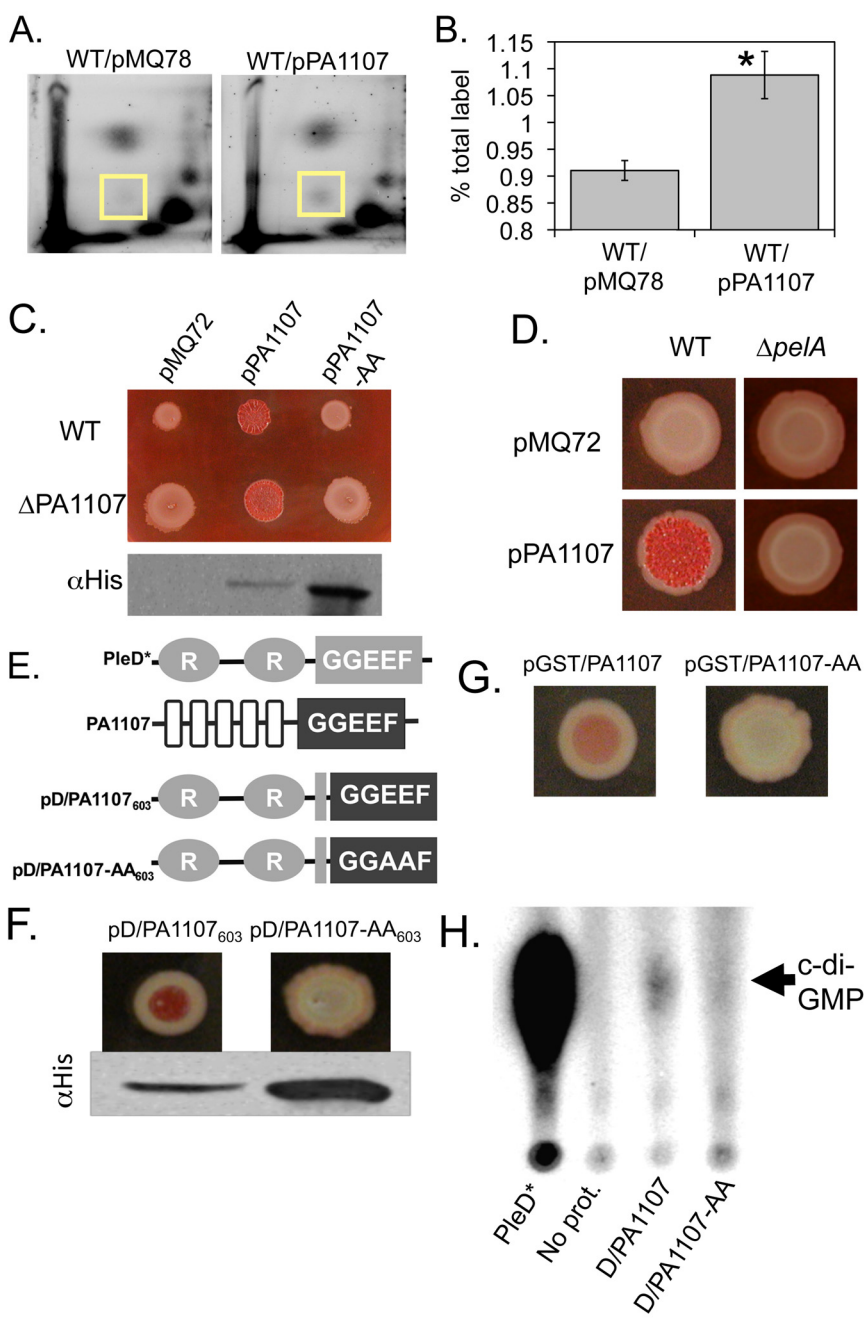 A.
WT/pMQ78 WT/pPA1107
B.
% total label
1.15
1.1
1.05
1
0.95
0.9
0.85
0.8
*
WT/
pMQ78
WT/
pPA1107
C.
pMQ72
pPA1107
pPA1107
-AA
WT
ΔPA1107
αHis
D.
WT ΔpelA
pMQ72
pPA1107
E.
PleD*
R R GGEEF
PA1107
GGEEF
pD/PA1107603
R R GGEEF
pD/PA1107-AA603
R R GGAAF
F.
pD/PA1107603 pD/PA1107-AA603
αHis
G.
pGST/PA1107 pGST/PA1107-AA
H.
c-di-
GMP
PleD*
No prot.
D/PA1107
D/PA1107-AA